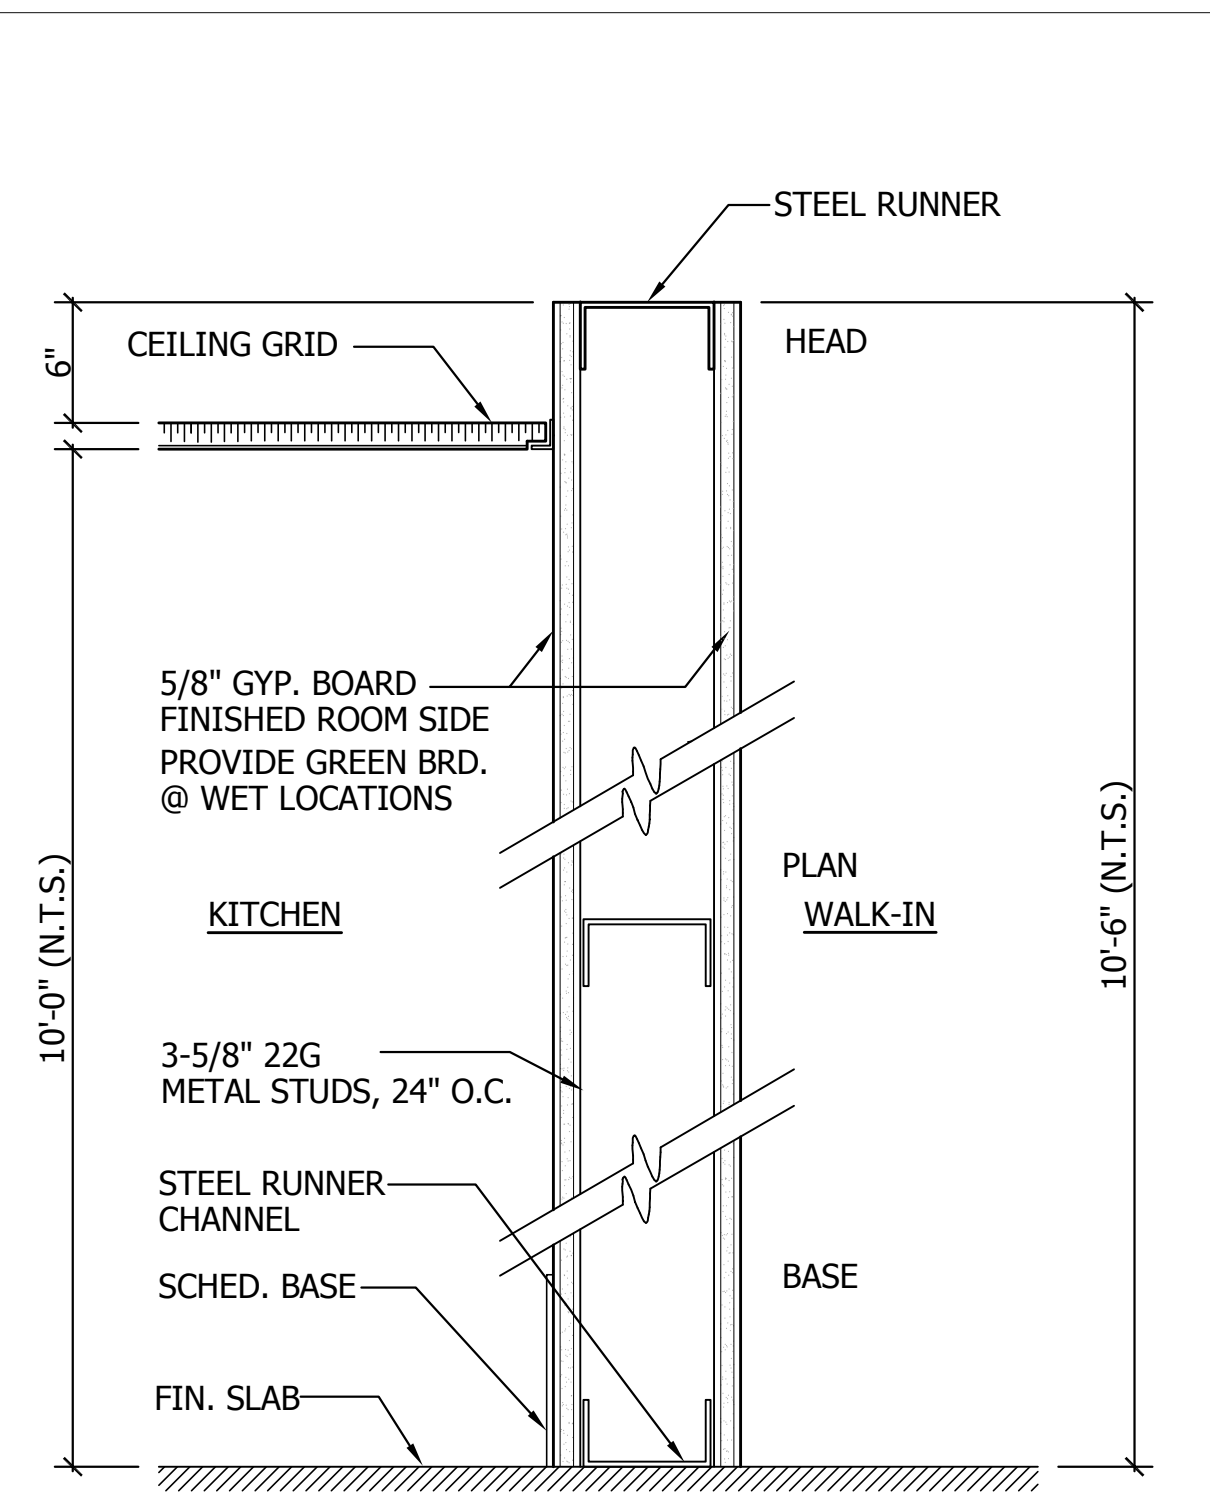 STEEL RUNNER
HEAD
CEILING GRID
6"
5/8" GYP. BOARD
FINISHED ROOM SIDE
PROVIDE GREEN BRD.
@ WET LOCATIONS
10'-0" (N.T.S.)
10'-6" (N.T.S.)
PLAN
KITCHEN
WALK-IN
3-5/8" 22G
METAL STUDS, 24" O.C.
STEEL RUNNER
CHANNEL
SCHED. BASE
BASE
FIN. SLAB